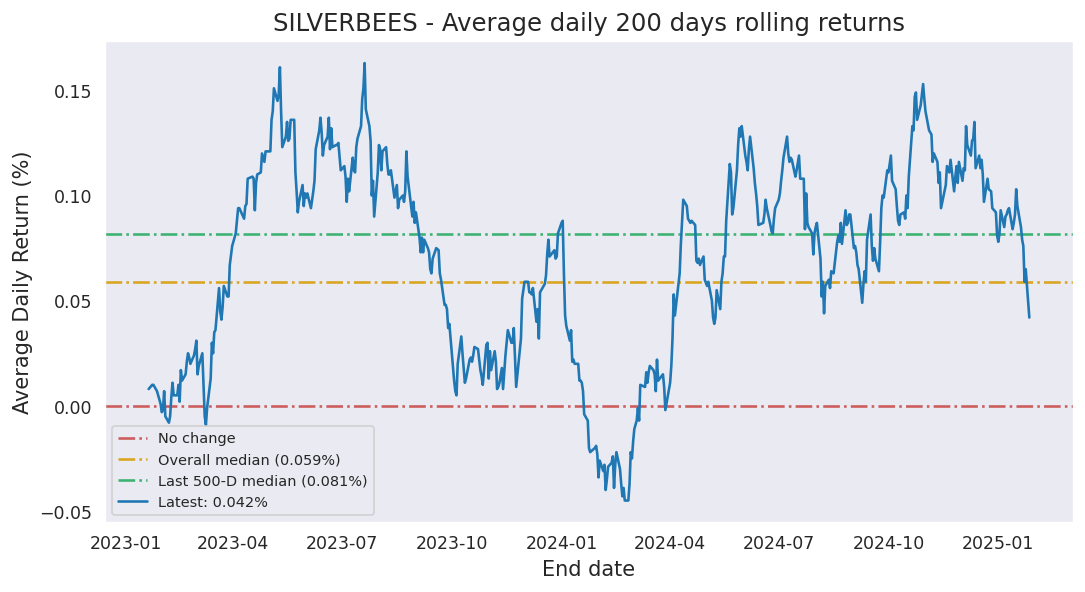 SILVERBEES - Average daily 200 days rolling returns
Average Daily Return (%)
0.15
0.10
0.05
0.00
−0.05
No change
Overall median (0.059%)
Last 500-D median (0.081%)
Latest: 0.042%
2023-01 2023-04 2023-07 2023-10 2024-01 2024-04 2024-07 2024-10 2025-01
End date